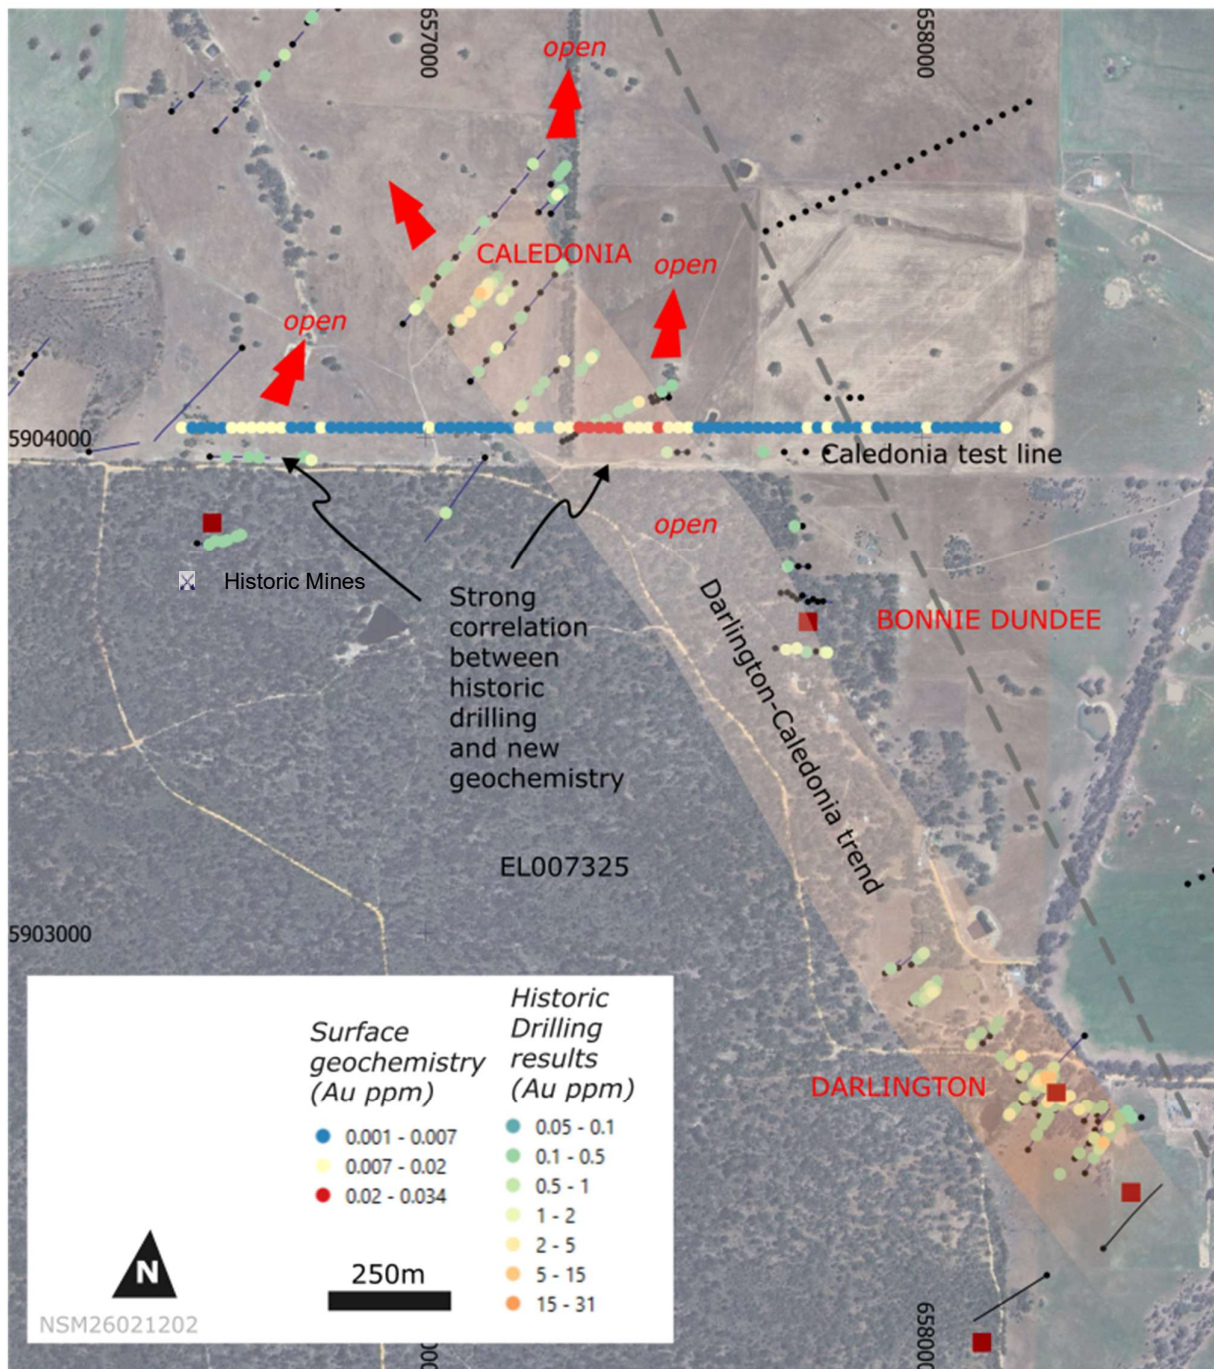 657000
658000
open
CALEDONIA
open
open
5904000
Caledonia test line
open
Historic Mines
Strong
correlation
between
historic
drilling
and new
geochemistry
Darlington-Caledonia trend
BONNIE DUNDEE
EL007325
5903000
DARLINGTON
Surface
geochemistry
(Au ppm)
0.001 - 0.007
0.007 - 0.02
0.02 - 0.034
Historic
Drilling
results
(Au ppm)
0.05 - 0.1
0.1 - 0.5
0.5 - 1
1 - 2
2 - 5
5 - 15
15 - 31
N
250m
NSM26021202
658000